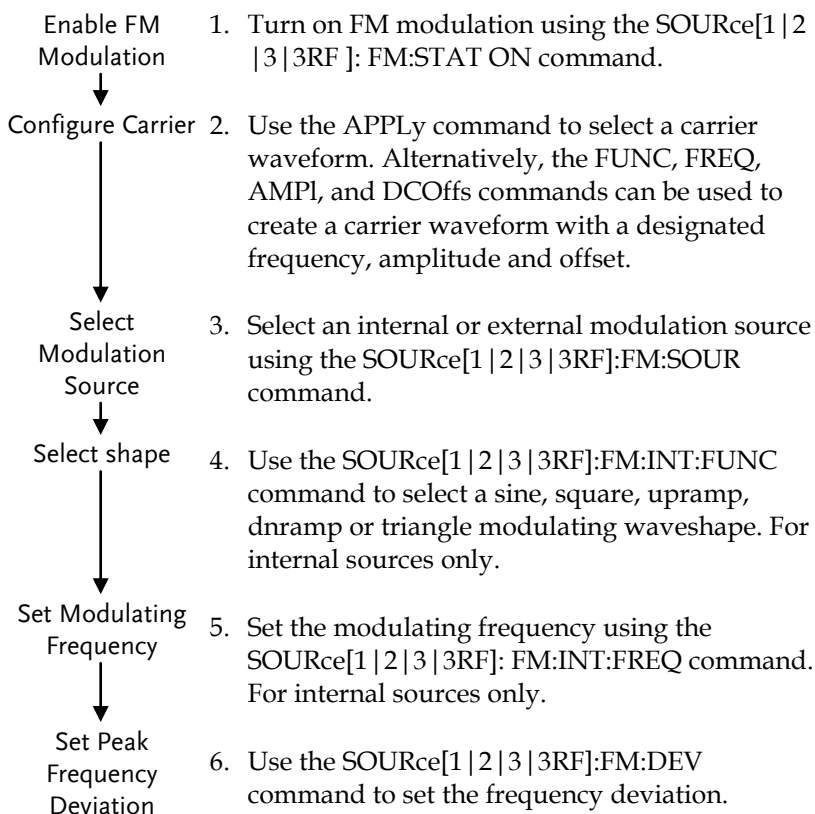 Enable FM
Modulation
1. Turn on FM modulation using the SOURce[1|2
|3|3RF ]: FM:STAT ON command.
Configure Carrier
2. Use the APPLy command to select a carrier
waveform. Alternatively, the FUNC, FREQ,
AMPl, and DCOffs commands can be used to
create a carrier waveform with a designated
frequency, amplitude and offset.
Select
Modulation
Source
3. Select an internal or external modulation source
using the SOURce[1|2|3|3RF]:FM:SOUR
command.
Select shape
4. Use the SOURce[1|2|3|3RF]:FM:INT:FUNC
command to select a sine, square, upramp,
dnramp or triangle modulating waveshape. For
internal sources only.
Set Modulating
Frequency
5. Set the modulating frequency using the
SOURce[1|2|3|3RF]: FM:INT:FREQ command.
For internal sources only.
Set Peak
Frequency
Deviation
6. Use the SOURce[1|2|3|3RF]:FM:DEV
command to set the frequency deviation.